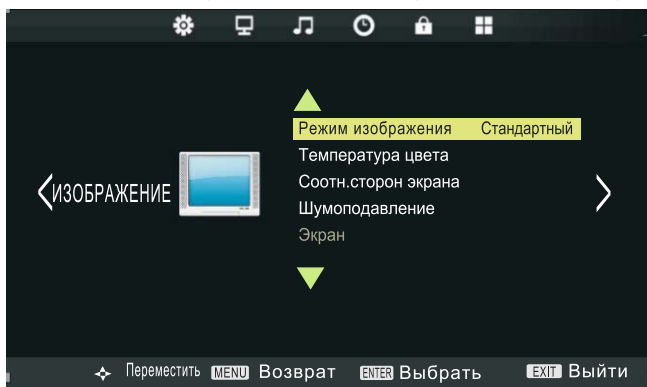 Режим изображения Стандартный
Температура цвета
Соотн.сторон экрана
ИЗОБРАЖЕНИЕ
Шумоподавление
Экран
Переместить MENU Возврат ENTER Выбрать EXIT Выйти